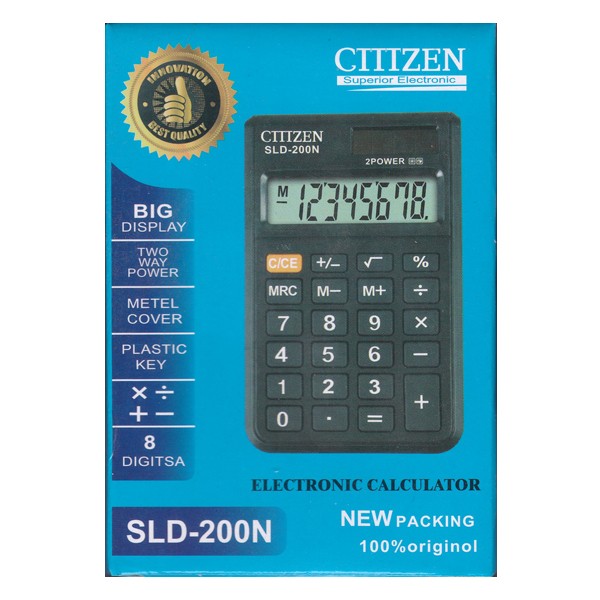 CTIIZEN
Superior Electronic
INNOVATION
BEST QUALITY
CTIIZEN
SLD-200N
2POWER
M
-12345678.
C/CE +/− √ %
MRC M− M+ ÷
7 8 9 ×
4 5 6 −
1 2 3 +
0 · =
BIG
DISPLAY
TWO
WAY
POWER
METEL
COVER
PLASTIC
KEY
× ÷
+ −
8
DIGITSA
ELECTRONIC CALCULATOR
SLD-200N
NEW PACKING
100%originol